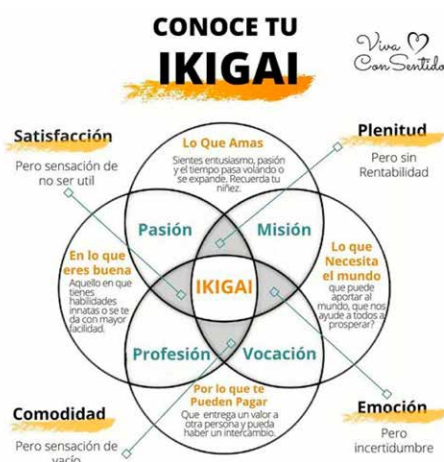 CONOCE TU
IKIGAI
Viva
Con Sentido
Satisfacción
Pero sensación de
no ser util
Lo Que Amas
Sientes entusiasmo, pasión
y el tiempo pasa volando o
se expande. Recuerda tu
niñez.
Plenitud
Pero sin
Rentabilidad
Pasión
Misión
En lo que
eres buena
Aquello en que
tienes
habilidades
innatas o se te
da con mayor
facilidad.
IKIGAI
Lo que
Necesita
el mundo
que puede
aportar al
mundo, que nos
ayude a todos a
prosperar?
Profesión
Vocación
Por lo que te
Pueden Pagar
Que entrega un valor a
otra persona y pueda
haber un intercambio.
Comodidad
Pero sensación de
vacío
Emoción
Pero
incertidumbre